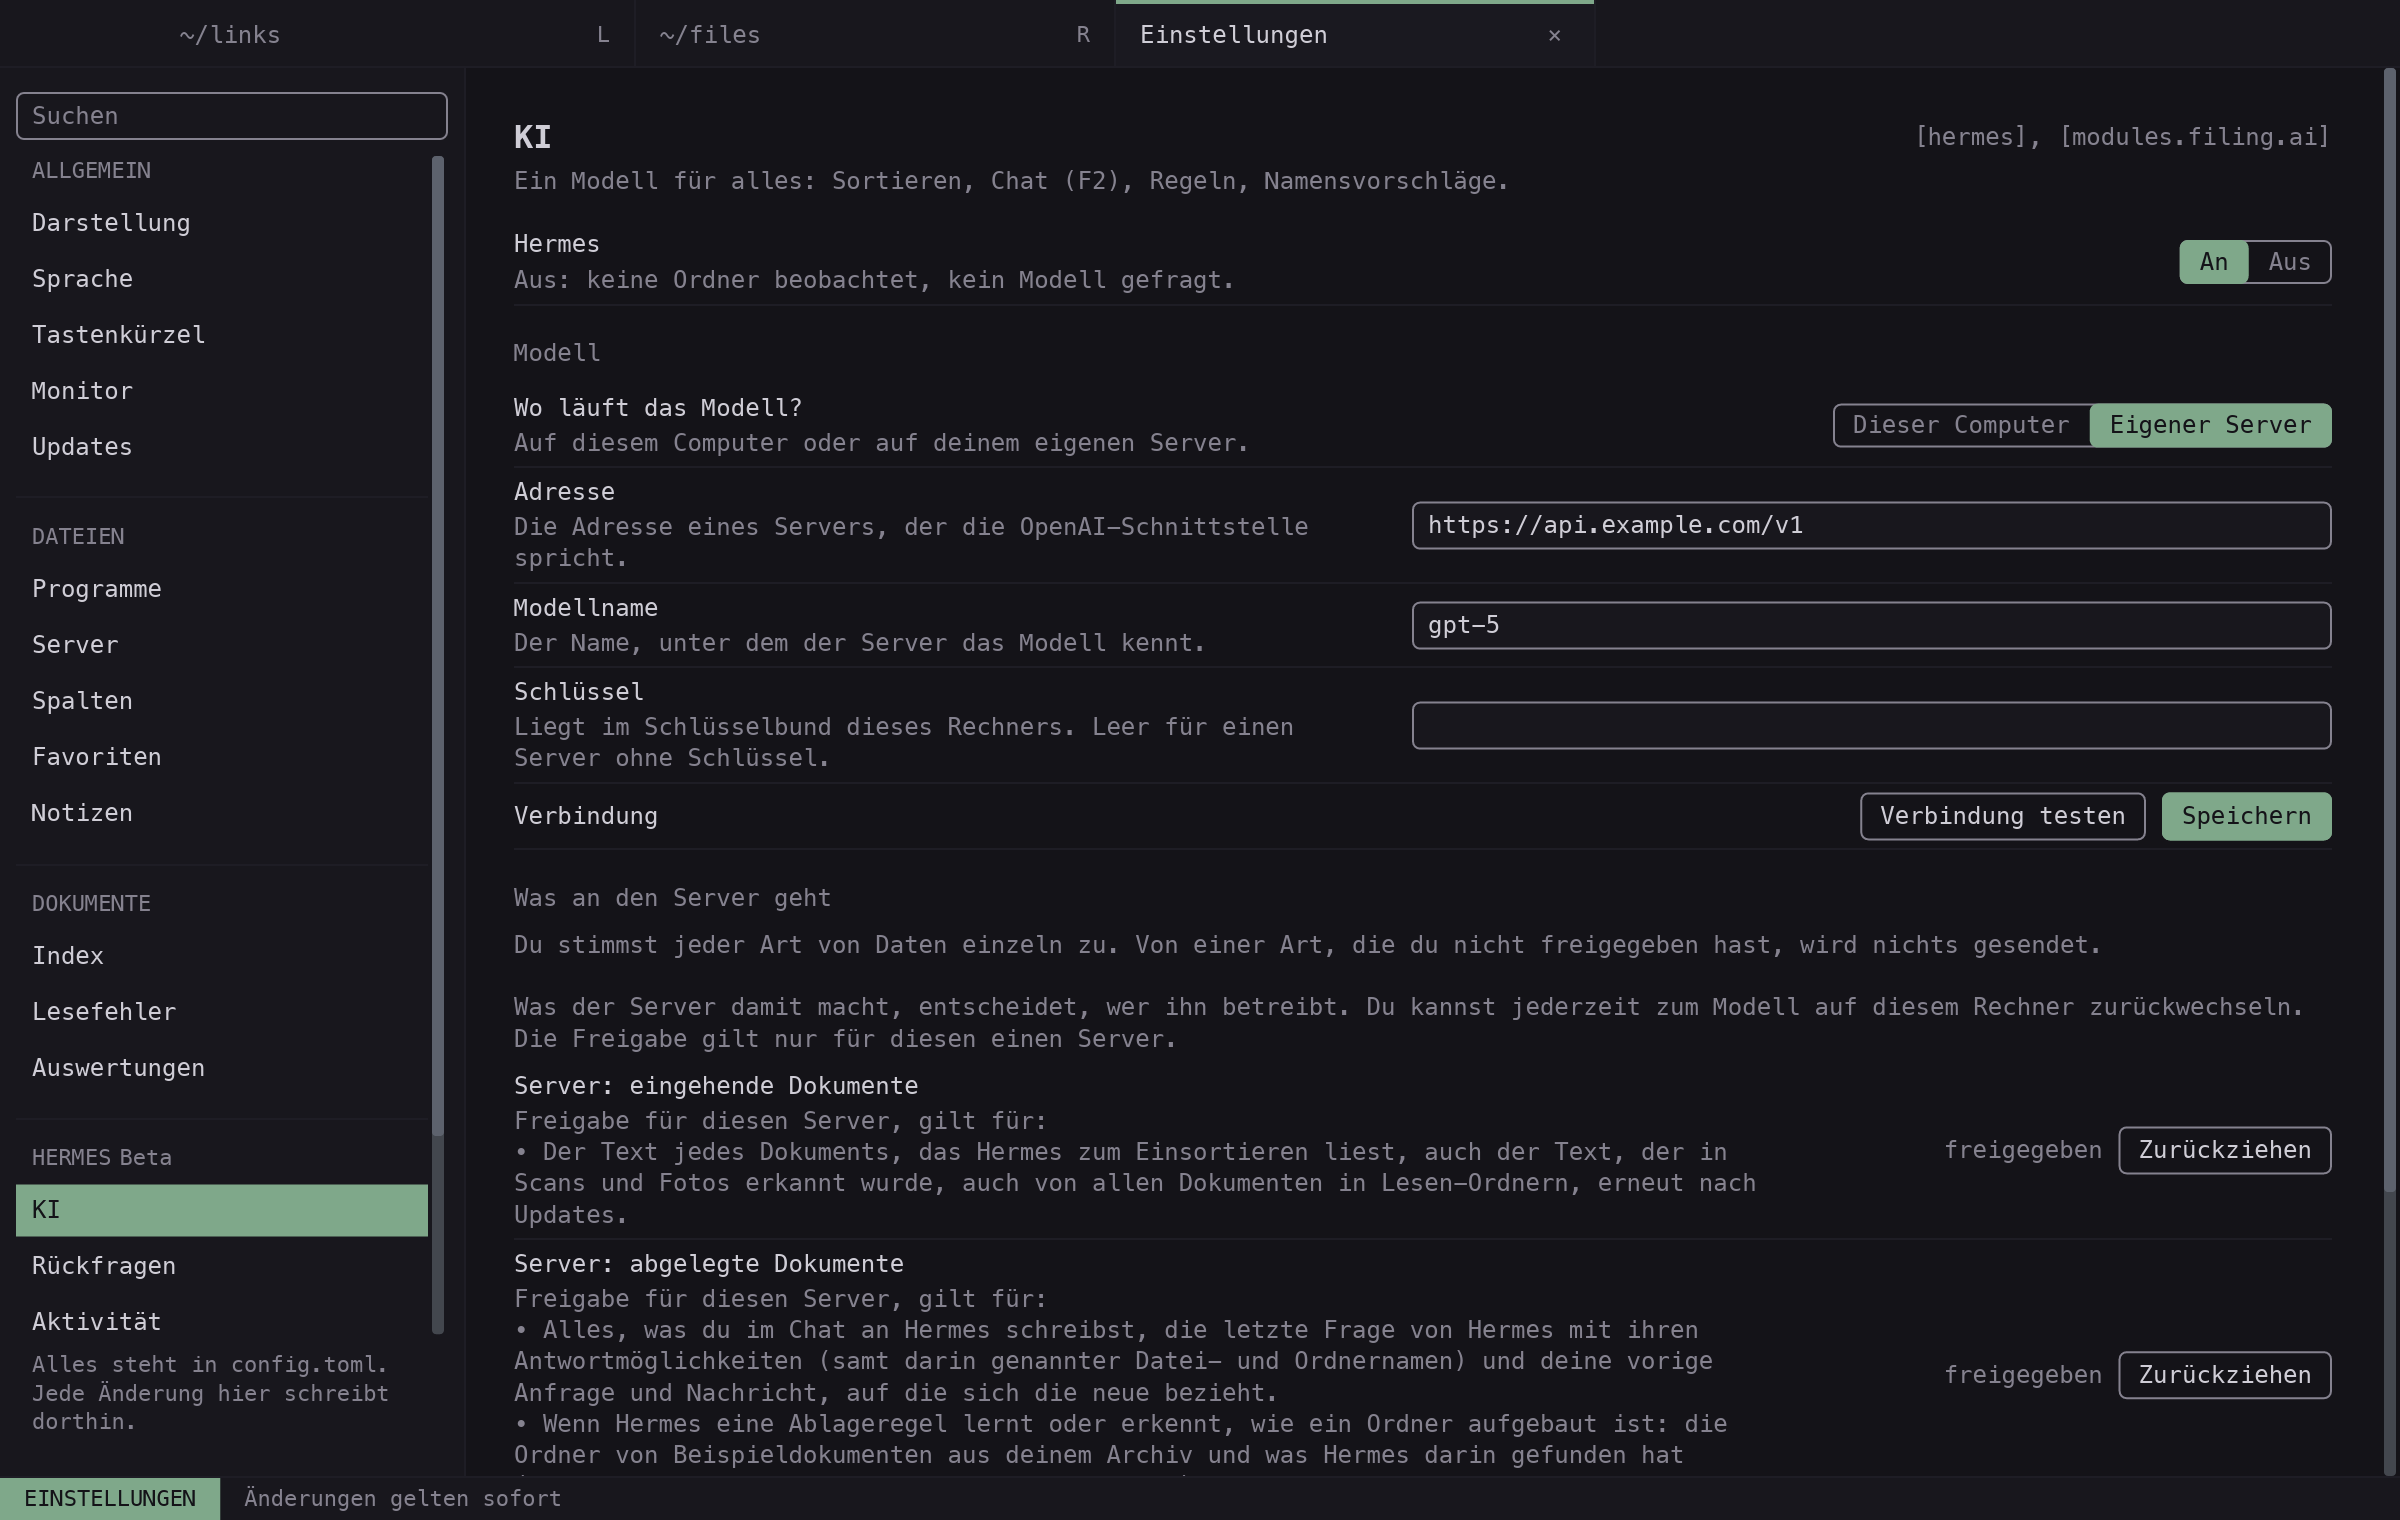 ~/links L ~/files R Einstellungen ×
Suchen
ALLGEMEIN
Darstellung
Sprache
Tastenkürzel
Monitor
Updates
DATEIEN
Programme
Server
Spalten
Favoriten
Notizen
DOKUMENTE
Index
Lesefehler
Auswertungen
HERMES Beta
KI
Rückfragen
Aktivität
Alles steht in config.toml.
Jede Änderung hier schreibt
dorthin.
KI [hermes], [modules.filing.ai]
Ein Modell für alles: Sortieren, Chat (F2), Regeln, Namensvorschläge.
Hermes
Aus: keine Ordner beobachtet, kein Modell gefragt.
An Aus
Modell
Wo läuft das Modell?
Auf diesem Computer oder auf deinem eigenen Server.
Dieser Computer Eigener Server
Adresse
Die Adresse eines Servers, der die OpenAI-Schnittstelle
spricht.
https://api.example.com/v1
Modellname
Der Name, unter dem der Server das Modell kennt.
gpt-5
Schlüssel
Liegt im Schlüsselbund dieses Rechners. Leer für einen
Server ohne Schlüssel.
Verbindung Verbindung testen Speichern
Was an den Server geht
Du stimmst jeder Art von Daten einzeln zu. Von einer Art, die du nicht freigegeben hast, wird nichts gesendet.
Was der Server damit macht, entscheidet, wer ihn betreibt. Du kannst jederzeit zum Modell auf diesem Rechner zurückwechseln.
Die Freigabe gilt nur für diesen einen Server.
Server: eingehende Dokumente
Freigabe für diesen Server, gilt für:
• Der Text jedes Dokuments, das Hermes zum Einsortieren liest, auch der Text, der in
Scans und Fotos erkannt wurde, auch von allen Dokumenten in Lesen-Ordnern, erneut nach
Updates.
freigegeben Zurückziehen
Server: abgelegte Dokumente
Freigabe für diesen Server, gilt für:
• Alles, was du im Chat an Hermes schreibst, die letzte Frage von Hermes mit ihren
Antwortmöglichkeiten (samt darin genannter Datei- und Ordnernamen) und deine vorige
Anfrage und Nachricht, auf die sich die neue bezieht.
• Wenn Hermes eine Ablageregel lernt oder erkennt, wie ein Ordner aufgebaut ist: die
Ordner von Beispieldokumenten aus deinem Archiv und was Hermes darin gefunden hat
freigegeben Zurückziehen
EINSTELLUNGEN Änderungen gelten sofort